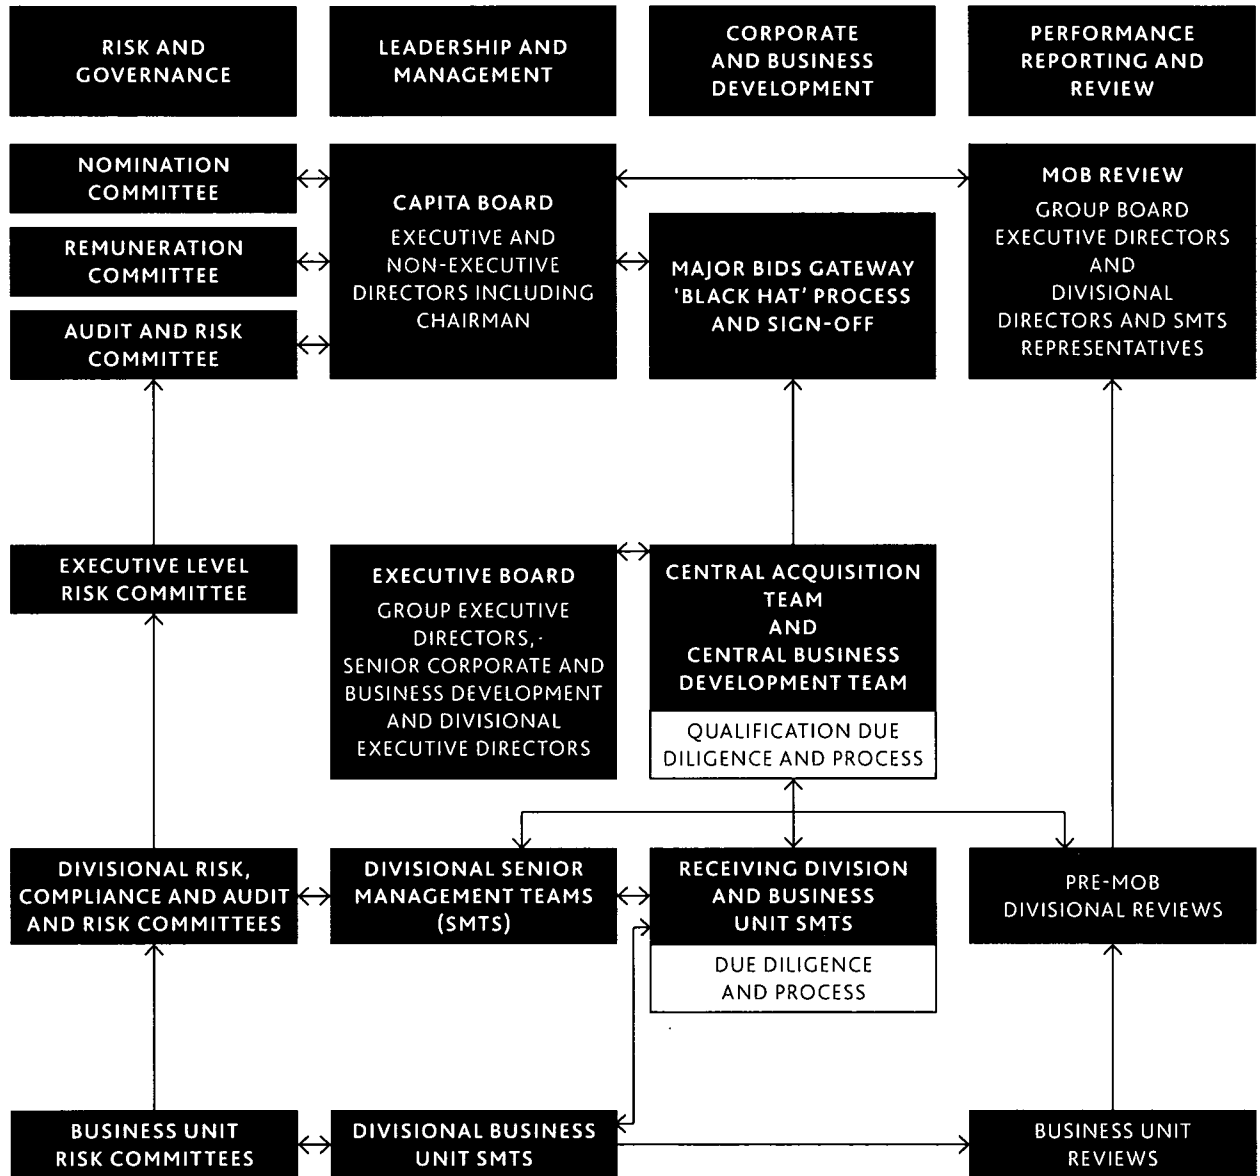 RISK AND
GOVERNANCE
LEADERSHIP AND
MANAGEMENT
CORPORATE
AND BUSINESS
DEVELOPMENT
PERFORMANCE
REPORTING AND
REVIEW
NOMINATION
COMMITTEE
REMUNERATION
COMMITTEE
AUDIT AND RISK
COMMITTEE
CAPITA BOARD
EXECUTIVE AND
NON-EXECUTIVE
DIRECTORS INCLUDING
CHAIRMAN
MAJOR BIDS GATEWAY
'BLACK HAT' PROCESS
AND SIGN-OFF
MOB REVIEW
GROUP BOARD
EXECUTIVE DIRECTORS
AND
DIVISIONAL
DIRECTORS AND SMTS
REPRESENTATIVES
EXECUTIVE LEVEL
RISK COMMITTEE
EXECUTIVE BOARD
GROUP EXECUTIVE
DIRECTORS,
SENIOR CORPORATE AND
BUSINESS DEVELOPMENT
AND DIVISIONAL
EXECUTIVE DIRECTORS
CENTRAL ACQUISITION
TEAM
AND
CENTRAL BUSINESS
DEVELOPMENT TEAM
QUALIFICATION DUE
DILIGENCE AND PROCESS
DIVISIONAL RISK,
COMPLIANCE AND AUDIT
AND RISK COMMITTEES
DIVISIONAL SENIOR
MANAGEMENT TEAMS
(SMTS)
RECEIVING DIVISION
AND BUSINESS
UNIT SMTS
DUE DILIGENCE
AND PROCESS
PRE-MOB
DIVISIONAL REVIEWS
BUSINESS UNIT
RISK COMMITTEES
DIVISIONAL BUSINESS
UNIT SMTS
BUSINESS UNIT
REVIEWS